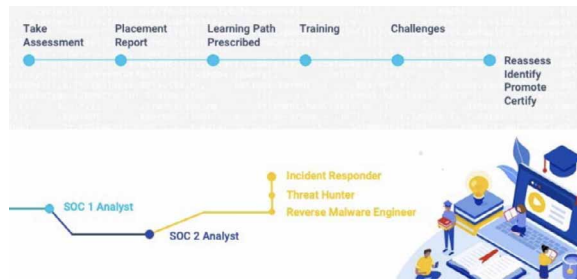 Take
Assessment
Placement
Report
Learning Path
Prescribed
Training
Challenges
Reassess
Identify
Promote
Certify
SOC 1 Analyst
SOC 2 Analyst
Incident Responder
Threat Hunter
Reverse Malware Engineer